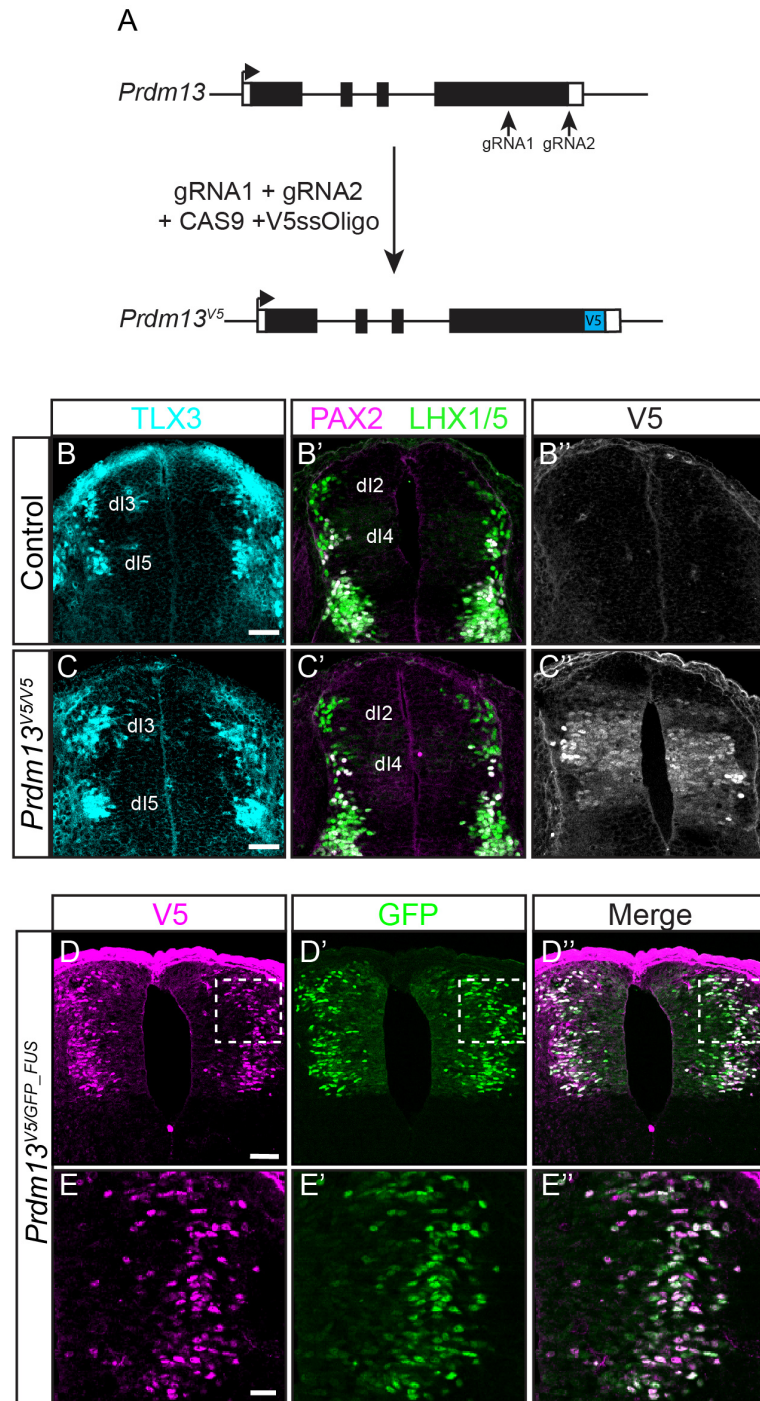 A
Prdm13
gRNA1 gRNA2
gRNA1 + gRNA2
+ CAS9 +V5ssOligo
Prdm13V5
V5
TLX3 PAX2 LHX1/5 V5
Control
B dI3 dI5
B' dI2 dI4
B''
Prdm13V5/V5
C dI3 dI5
C' dI2 dI4
C''
V5 GFP Merge
Prdm13V5/GFP_FUS
D D' D''
E E' E''